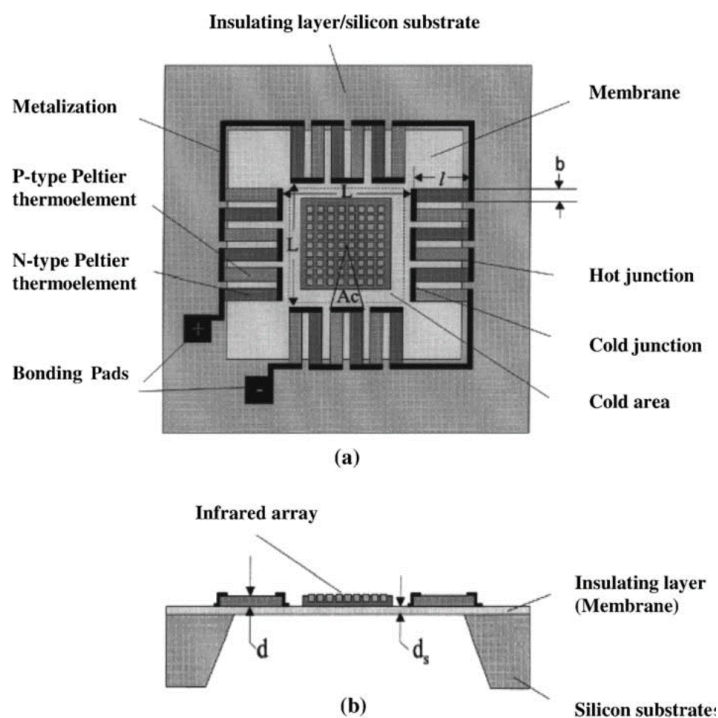 Insulating layer/silicon substrate
Metalization
Membrane
P-type Peltier
thermoelement
b
l
L
L
N-type Peltier
thermoelement
Hot junction
Ac
+
Cold junction
Bonding Pads
-
Cold area
(a)
Infrared array
Insulating layer
(Membrane)
d
ds
(b)
Silicon substrate